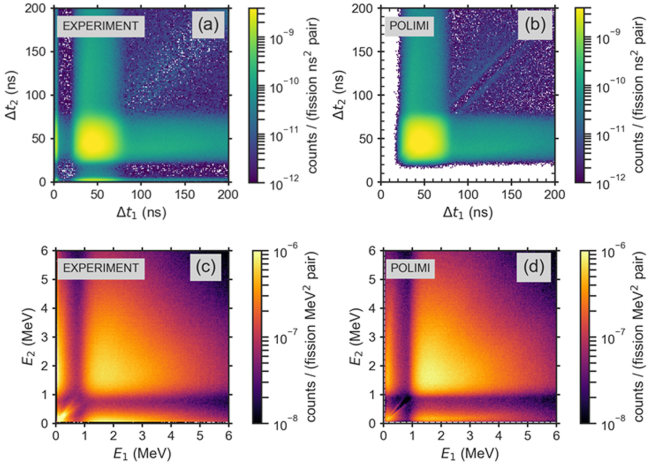 200
150
100
50
0
Δt2 (ns)
EXPERIMENT
(a)
0 50 100 150 200
Δt1 (ns)
10⁻⁹
10⁻¹⁰
10⁻¹¹
10⁻¹²
counts / (fission ns² pair)
200
150
100
50
0
Δt2 (ns)
POLIMI
(b)
0 50 100 150 200
Δt1 (ns)
10⁻⁹
10⁻¹⁰
10⁻¹¹
10⁻¹²
counts / (fission ns² pair)
6
5
4
3
2
1
0
E2 (MeV)
EXPERIMENT
(c)
0 1 2 3 4 5 6
E1 (MeV)
10⁻⁶
10⁻⁷
10⁻⁸
counts / (fission MeV² pair)
6
5
4
3
2
1
0
E2 (MeV)
POLIMI
(d)
0 1 2 3 4 5 6
E1 (MeV)
10⁻⁶
10⁻⁷
10⁻⁸
counts / (fission MeV² pair)